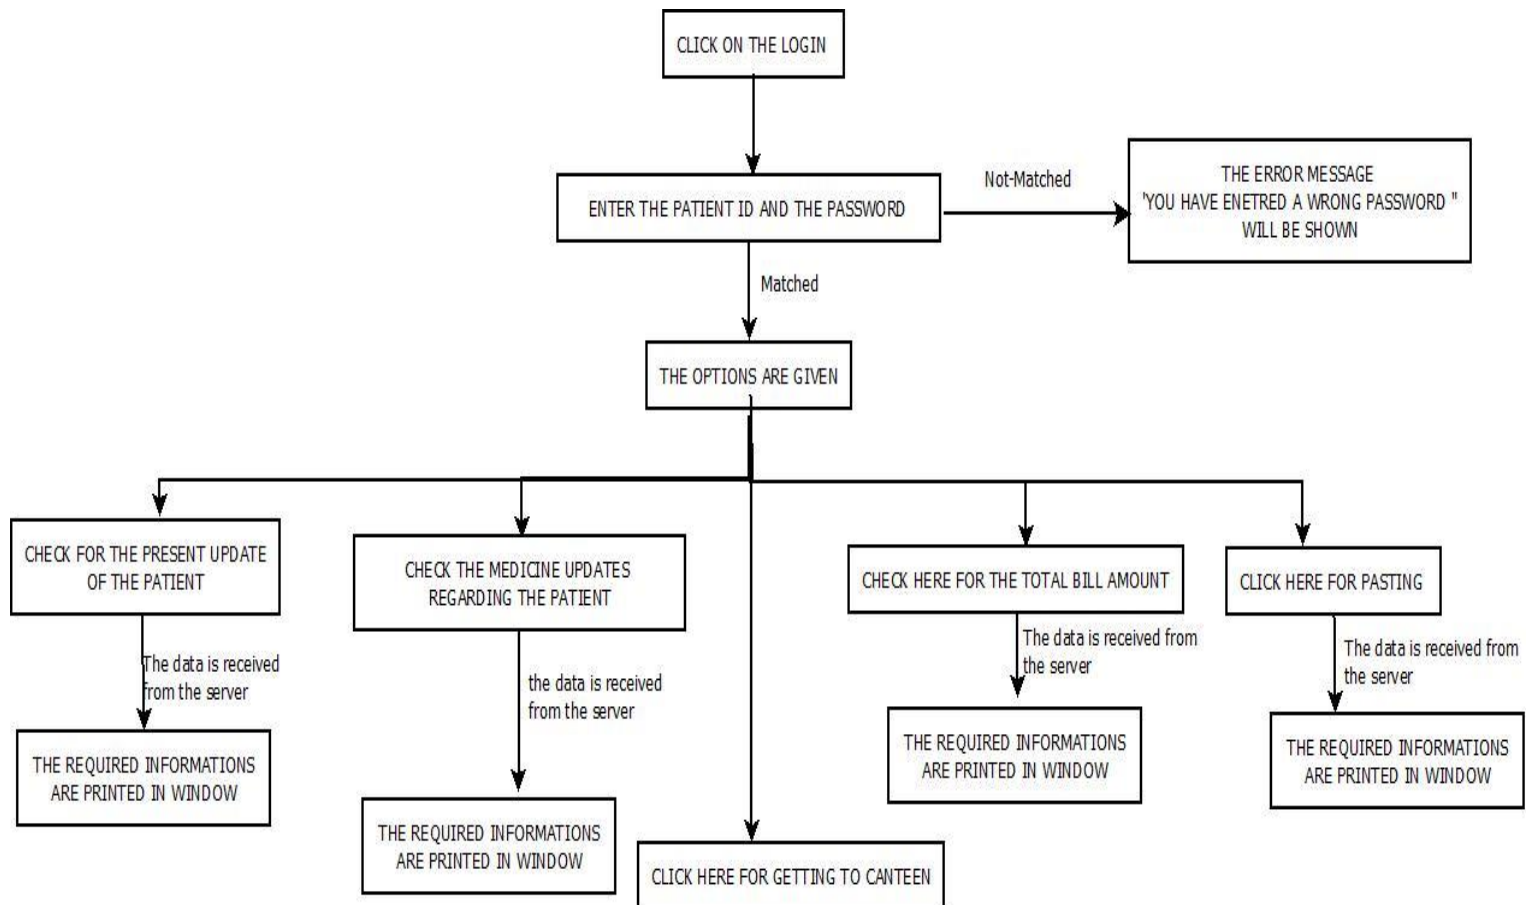 CLICK ON THE LOGIN
ENTER THE PATIENT ID AND THE PASSWORD
Not-Matched
THE ERROR MESSAGE
'YOU HAVE ENETRED A WRONG PASSWORD "
WILL BE SHOWN
Matched
THE OPTIONS ARE GIVEN
CHECK FOR THE PRESENT UPDATE
OF THE PATIENT
CHECK THE MEDICINE UPDATES
REGARDING THE PATIENT
CHECK HERE FOR THE TOTAL BILL AMOUNT
CLICK HERE FOR PASTING
The data is received
from the server
the data is received
from the server
The data is received from
the server
The data is received from
the server
THE REQUIRED INFORMATIONS
ARE PRINTED IN WINDOW
THE REQUIRED INFORMATIONS
ARE PRINTED IN WINDOW
CLICK HERE FOR GETTING TO CANTEEN
THE REQUIRED INFORMATIONS
ARE PRINTED IN WINDOW
THE REQUIRED INFORMATIONS
ARE PRINTED IN WINDOW